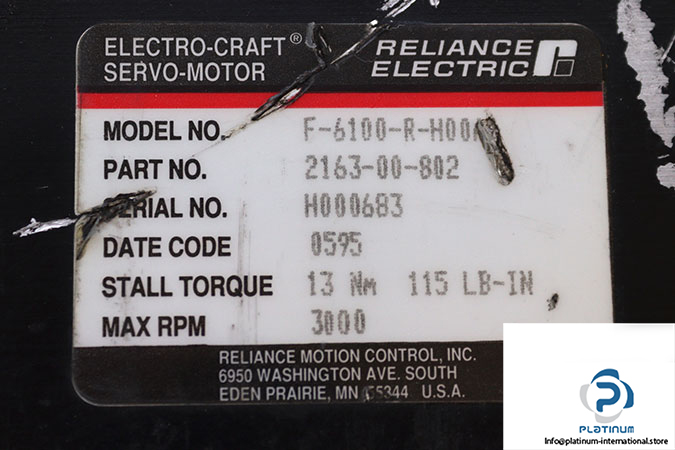 ELECTRO-CRAFT® RELIANCE
SERVO-MOTOR ELECTRIC
MODEL NO. F-6100-R-H00
PART NO. 2163-00-802
SERIAL NO. H000683
DATE CODE 0595
STALL TORQUE 13 Nm 115 LB-IN
MAX RPM 3000
RELIANCE MOTION CONTROL, INC.
6950 WASHINGTON AVE. SOUTH
EDEN PRAIRIE, MN 55344 U.S.A.
PLATINUM
Info@platinum-international.store